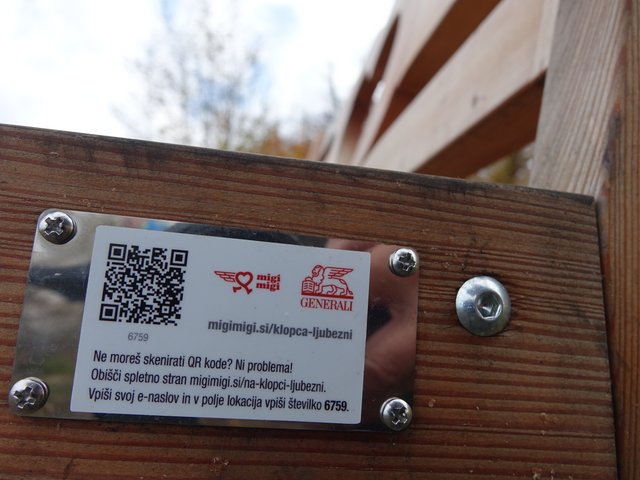 migi
migi
GENERALI
migimigi.si/klopca-ljubezni
6759
Ne moreš skenirati QR kode? Ni problema!
Obišči spletno stran migimigi.si/na-klopci-ljubezni.
Vpiši svoj e-naslov in v polje lokacija vpiši številko 6759.